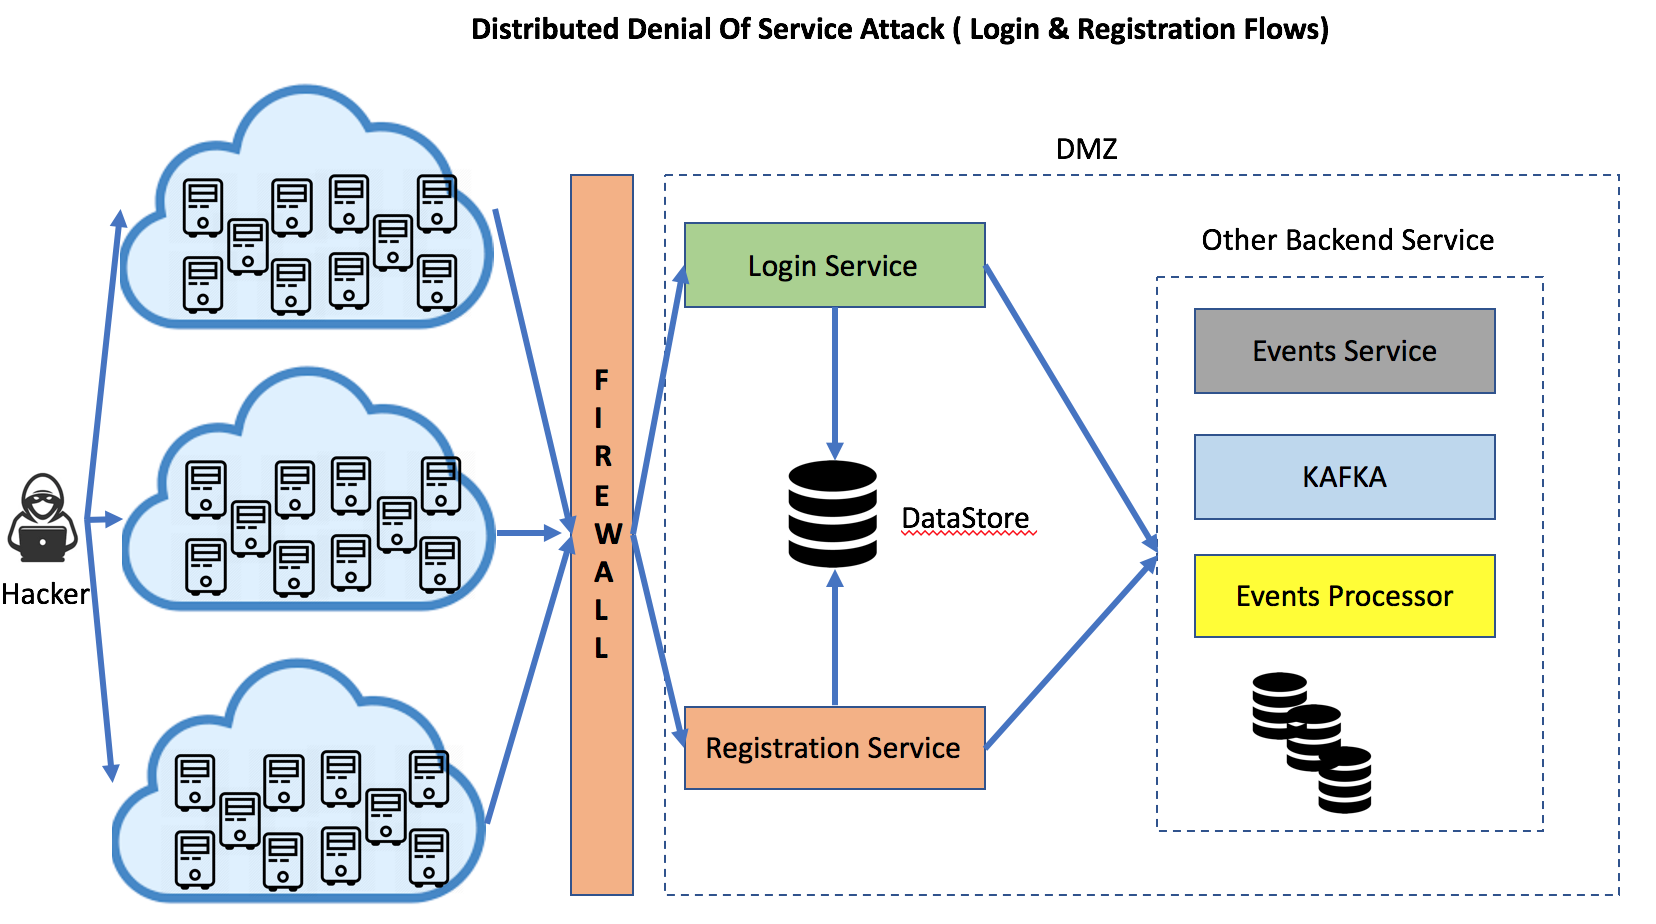 Distributed Denial Of Service Attack ( Login & Registration Flows)
DMZ
Other Backend Service
Login Service
Events Service
FIREWALL
KAFKA
DataStore
Hacker
Events Processor
Registration Service